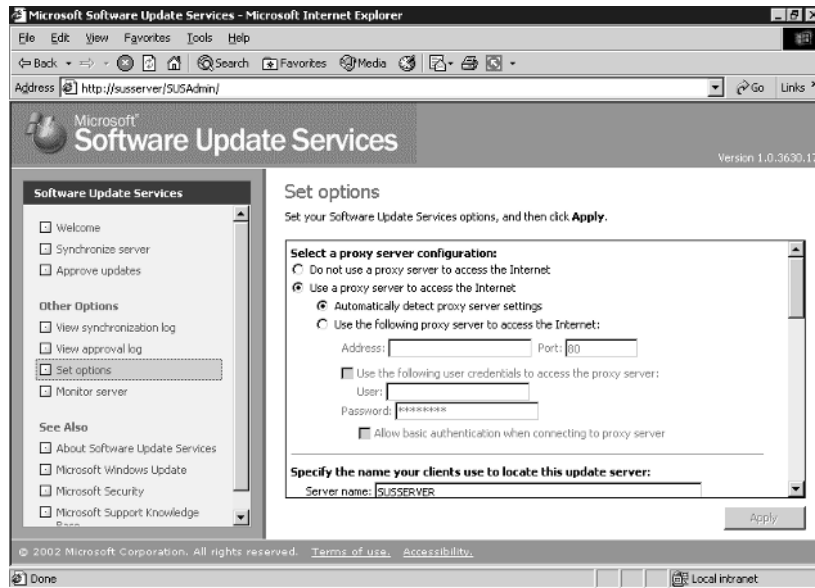 Microsoft Software Update Services - Microsoft Internet Explorer
File Edit View Favorites Tools Help
Back Search Favorites Media
Address http://susserver/SUSAdmin/ Go Links
Microsoft
Software Update Services
Version 1.0.3630.1
Software Update Services
Welcome
Synchronize server
Approve updates
Other Options
View synchronization log
View approval log
Set options
Monitor server
See Also
About Software Update Services
Microsoft Windows Update
Microsoft Security
Microsoft Support Knowledge
Base
Set options
Set your Software Update Services options, and then click Apply.
Select a proxy server configuration:
Do not use a proxy server to access the Internet
Use a proxy server to access the Internet
Automatically detect proxy server settings
Use the following proxy server to access the Internet:
Address: Port: 80
Use the following user credentials to access the proxy server:
User:
Password: ********
Allow basic authentication when connecting to proxy server
Specify the name your clients use to locate this update server:
Server name: SUSSERVER
Apply
© 2002 Microsoft Corporation. All rights reserved. Terms of use. Accessibility.
Done Local intranet